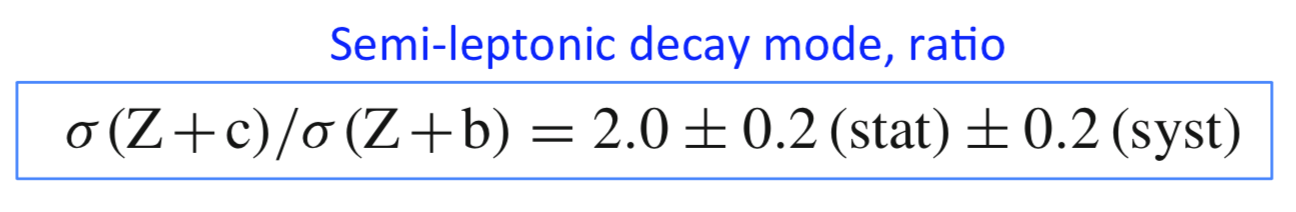 Semi-leptonic decay mode, ratio
σ(Z+c)/σ(Z+b) = 2.0 ± 0.2 (stat) ± 0.2 (syst)